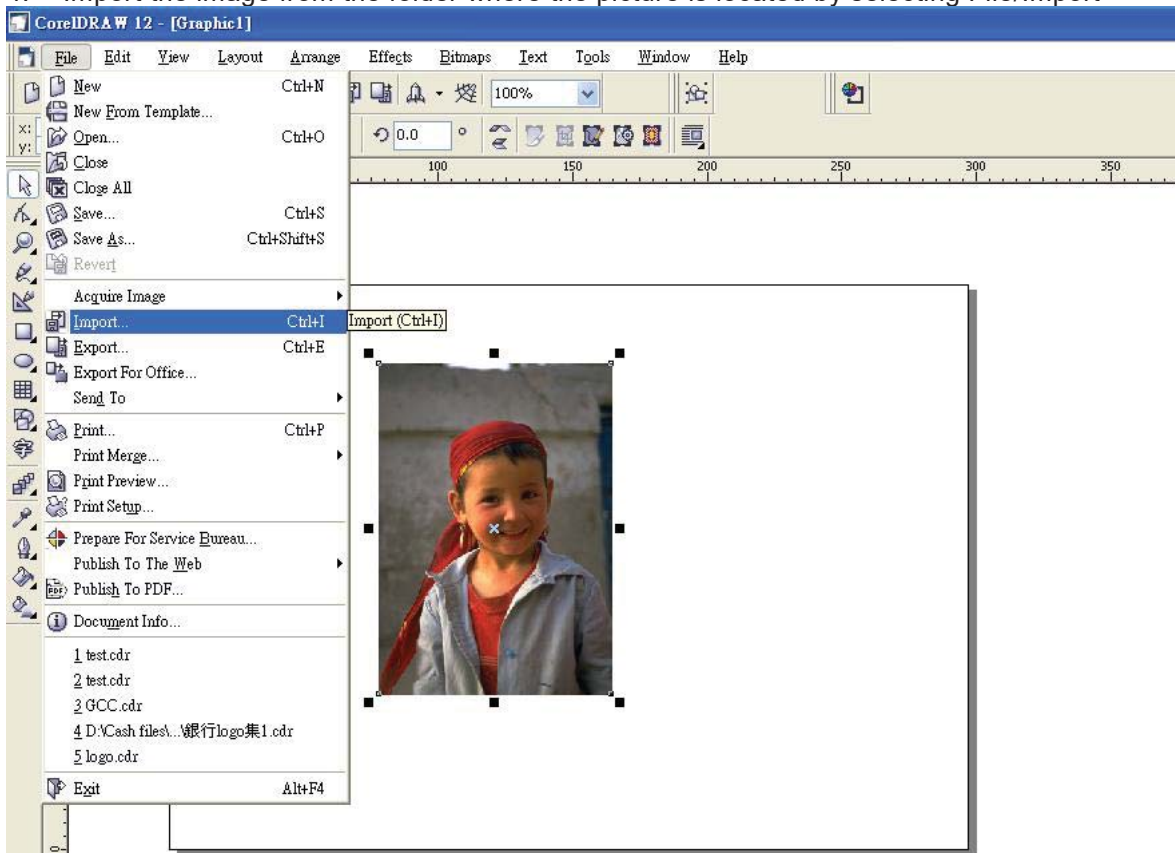 CorelDRAW 12 - [Graphic1]
File Edit View Layout Arrange Effects Bitmaps Text Tools Window Help
New Ctrl+N
New From Template...
Open... Ctrl+O
Close
Close All
Save... Ctrl+S
Save As... Ctrl+Shift+S
Revert
Acquire Image
Import... Ctrl+I
Export... Ctrl+E
Export For Office...
Send To
Print... Ctrl+P
Print Merge...
Print Preview...
Print Setup...
Prepare For Service Bureau...
Publish To The Web
Publish To PDF...
Document Info...
1 test.cdr
2 test.cdr
3 GCC.cdr
4 D:\Cash files\...\銀行logo集1.cdr
5 logo.cdr
Exit Alt+F4
100%
x:
y:
0.0 °
100 150 200 250 300 350
Import (Ctrl+I)
字
PDF
0